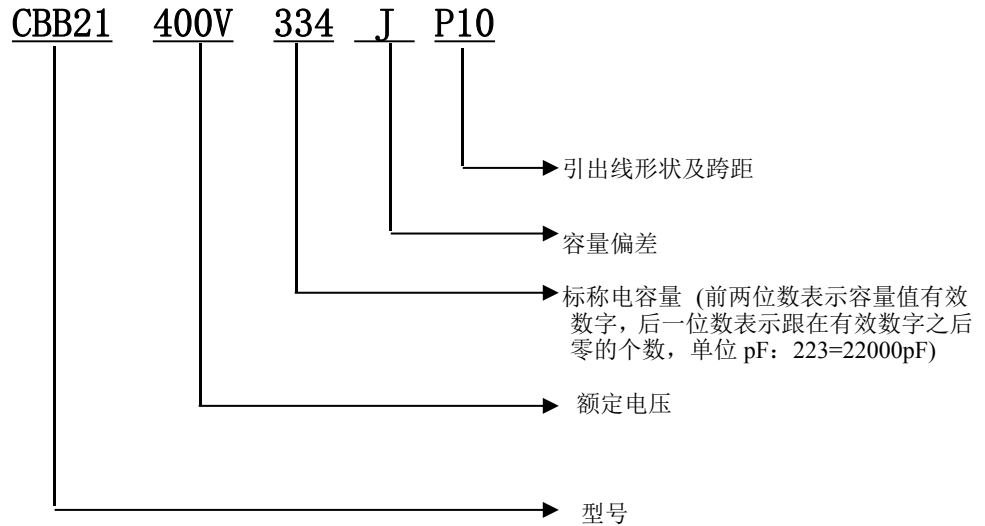 CBB21 400V 334 J P10
引出线形状及跨距
容量偏差
标称电容量 (前两位数表示容量值有效
数字，后一位数表示跟在有效数字之后
零的个数，单位 pF：223=22000pF)
额定电压
型号